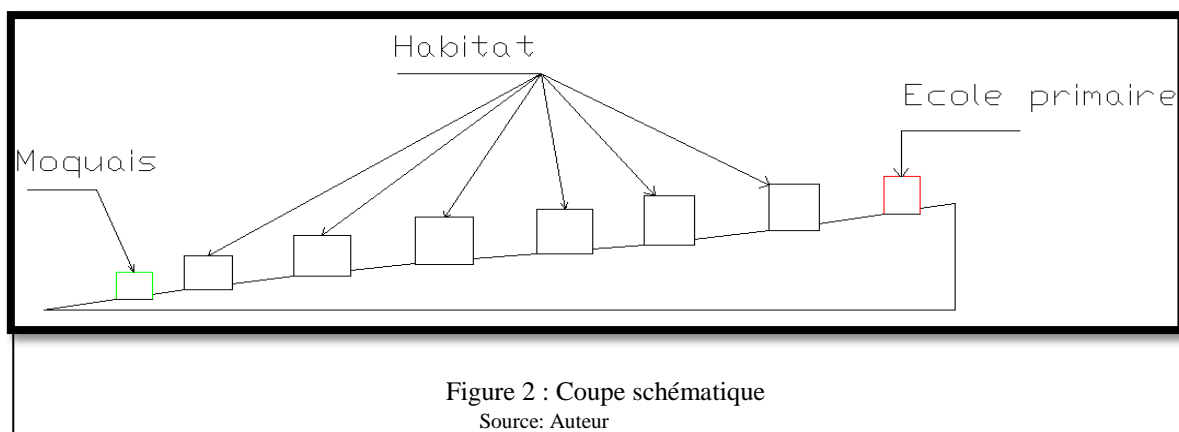 Habitat
Ecole primaire
Moquais
Figure 2 : Coupe schématique
Source: Auteur